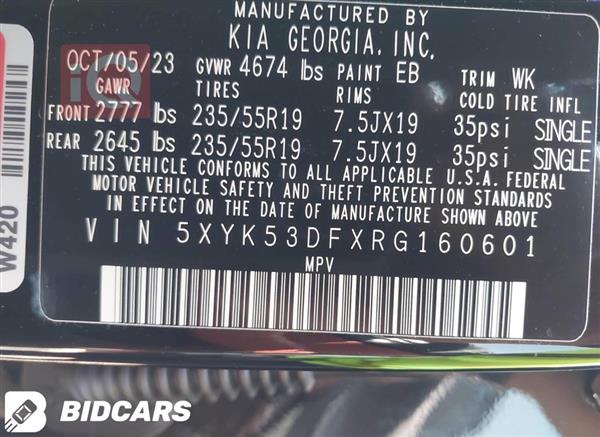 MANUFACTURED BY
KIA GEORGIA, INC.
OCT/05/23 GVWR 4674 lbs PAINT EB TRIM WK
GAWR TIRES RIMS COLD TIRE INFL
FRONT 2777 lbs 235/55R19 7.5JX19 35psi SINGLE
REAR 2645 lbs 235/55R19 7.5JX19 35psi SINGLE
THIS VEHICLE CONFORMS TO ALL APPLICABLE U.S.A. FEDERAL
MOTOR VEHICLE SAFETY AND THEFT PREVENTION STANDARDS
IN EFFECT ON THE DATE OF MANUFACTURE SHOWN ABOVE
VIN 5XYK53DFXRG160601
MPV
W420
iQ
BIDCARS